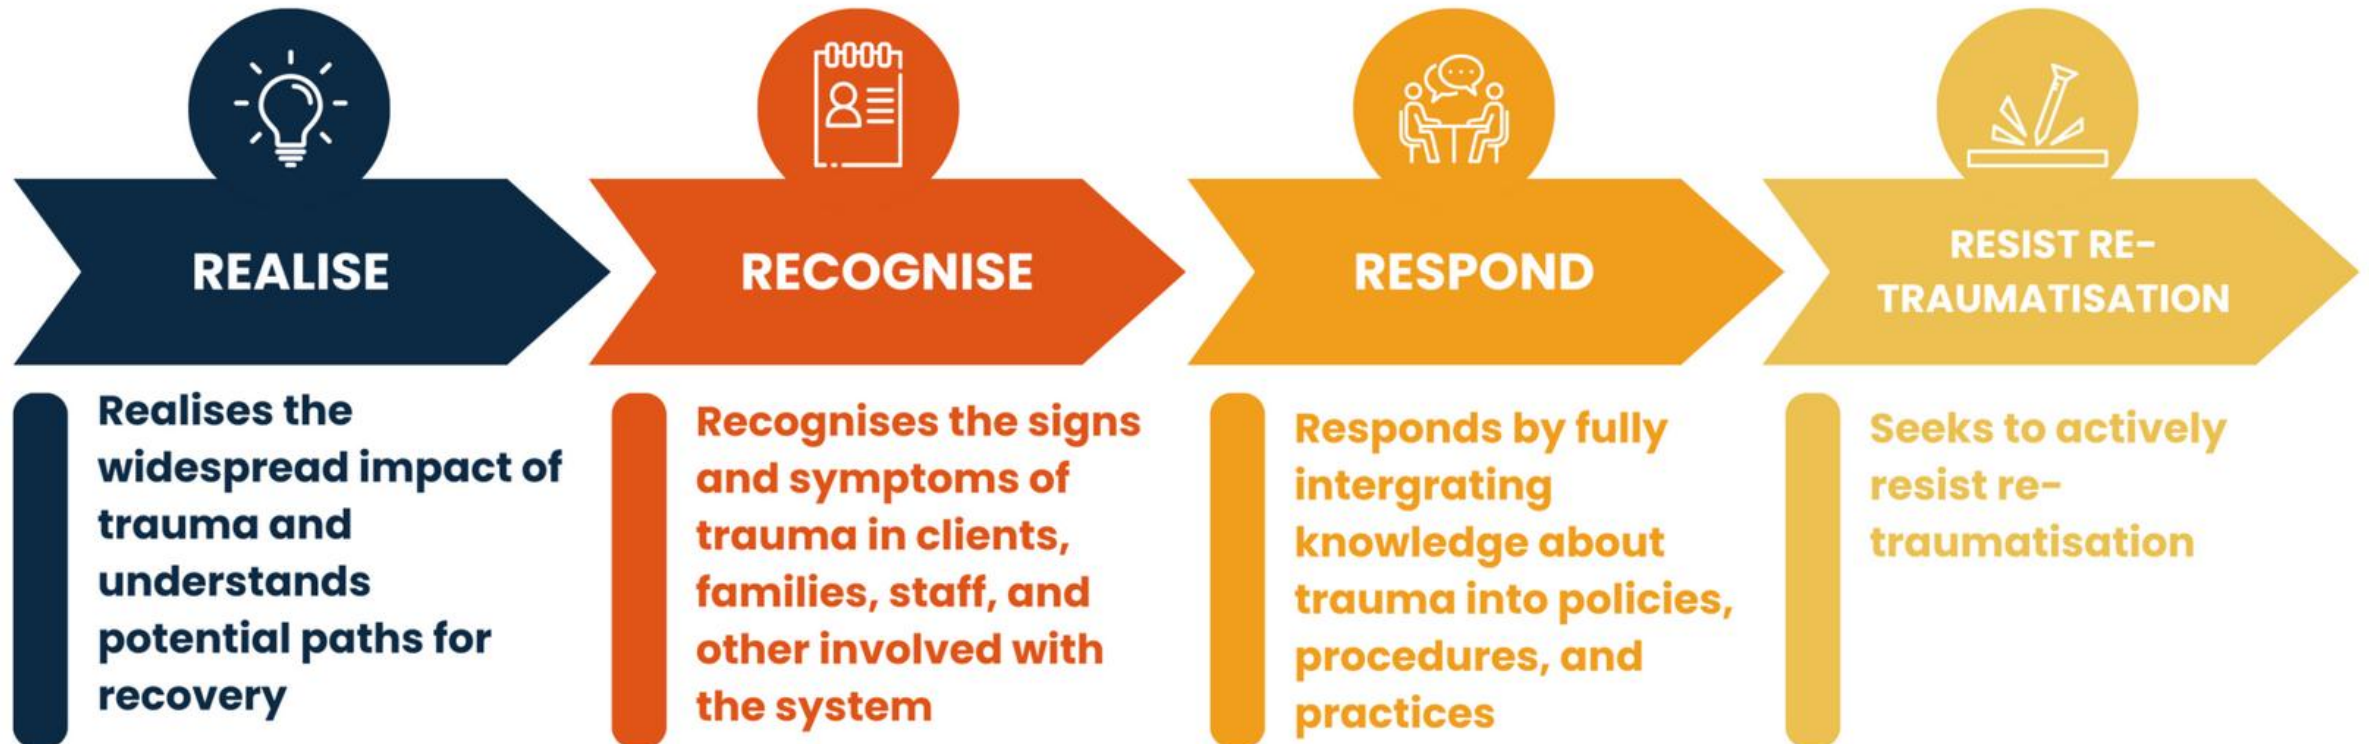 REALISE
Realises the
widespread impact of
trauma and
understands
potential paths for
recovery
RECOGNISE
Recognises the signs
and symptoms of
trauma in clients,
families, staff, and
other involved with
the system
RESPOND
Responds by fully
intergrating
knowledge about
trauma into policies,
procedures, and
practices
RESIST RE-
TRAUMATISATION
Seeks to actively
resist re-
traumatisation